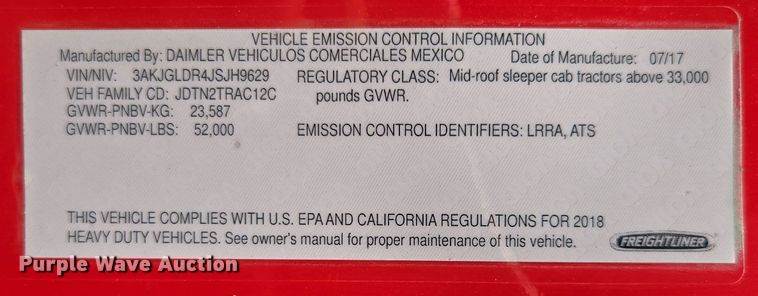 VEHICLE EMISSION CONTROL INFORMATION
Manufactured By: DAIMLER VEHICULOS COMERCIALES MEXICO Date of Manufacture: 07/17
VIN/NIV: 3AKJGLDR4JSJH9629 REGULATORY CLASS: Mid-roof sleeper cab tractors above 33,000
VEH FAMILY CD: JDTN2TRAC12C pounds GVWR.
GVWR-PNBV-KG: 23,587
GVWR-PNBV-LBS: 52,000 EMISSION CONTROL IDENTIFIERS: LRRA, ATS
THIS VEHICLE COMPLIES WITH U.S. EPA AND CALIFORNIA REGULATIONS FOR 2018
HEAVY DUTY VEHICLES. See owner's manual for proper maintenance of this vehicle.
FREIGHTLINER
Purple Wave Auction